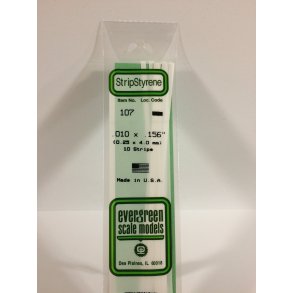 StripStyrene
Item No. Loc. Code
107
.010 x .156"
(0.25 x 4.0 mm)
10 Strips
Made in U.S.A.
evergreen
scale models
Des Plaines, IL 60018